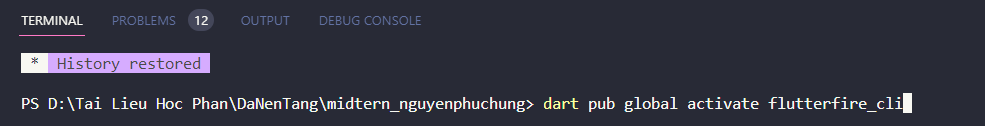 TERMINAL PROBLEMS 12 OUTPUT DEBUG CONSOLE
* History restored
PS D:\Tai Lieu Hoc Phan\DaNenTang\midtern_nguyenphuchung> dart pub global activate flutterfire_cli